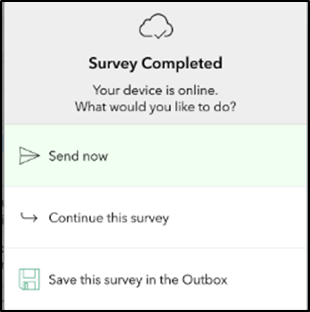 Survey Completed
Your device is online.
What would you like to do?
Send now
Continue this survey
Save this survey in the Outbox